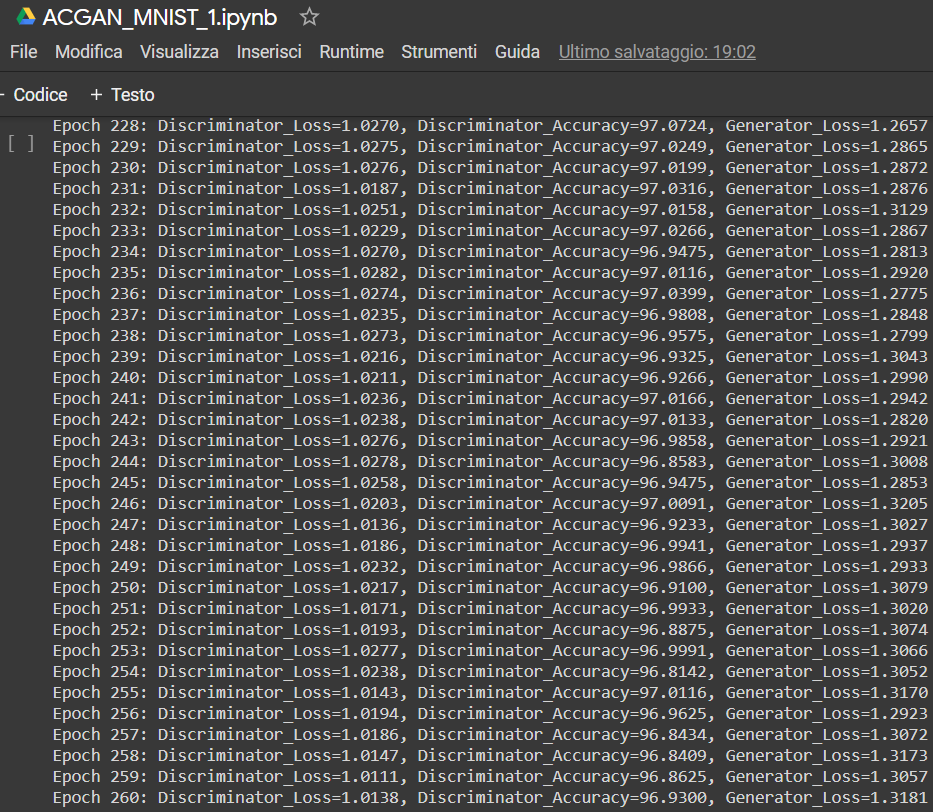 ACGAN_MNIST_1.ipynb
File Modifica Visualizza Inserisci Runtime Strumenti Guida Ultimo salvataggio: 19:02
Codice + Testo
Epoch 228: Discriminator_Loss=1.0270, Discriminator_Accuracy=97.0724, Generator_Loss=1.2657
[ ] Epoch 229: Discriminator_Loss=1.0275, Discriminator_Accuracy=97.0249, Generator_Loss=1.2865
Epoch 230: Discriminator_Loss=1.0276, Discriminator_Accuracy=97.0199, Generator_Loss=1.2872
Epoch 231: Discriminator_Loss=1.0187, Discriminator_Accuracy=97.0316, Generator_Loss=1.2876
Epoch 232: Discriminator_Loss=1.0251, Discriminator_Accuracy=97.0158, Generator_Loss=1.3129
Epoch 233: Discriminator_Loss=1.0229, Discriminator_Accuracy=97.0266, Generator_Loss=1.2867
Epoch 234: Discriminator_Loss=1.0270, Discriminator_Accuracy=96.9475, Generator_Loss=1.2813
Epoch 235: Discriminator_Loss=1.0282, Discriminator_Accuracy=97.0116, Generator_Loss=1.2920
Epoch 236: Discriminator_Loss=1.0274, Discriminator_Accuracy=97.0399, Generator_Loss=1.2775
Epoch 237: Discriminator_Loss=1.0235, Discriminator_Accuracy=96.9808, Generator_Loss=1.2848
Epoch 238: Discriminator_Loss=1.0273, Discriminator_Accuracy=96.9575, Generator_Loss=1.2799
Epoch 239: Discriminator_Loss=1.0216, Discriminator_Accuracy=96.9325, Generator_Loss=1.3043
Epoch 240: Discriminator_Loss=1.0211, Discriminator_Accuracy=96.9266, Generator_Loss=1.2990
Epoch 241: Discriminator_Loss=1.0236, Discriminator_Accuracy=97.0166, Generator_Loss=1.2942
Epoch 242: Discriminator_Loss=1.0238, Discriminator_Accuracy=97.0133, Generator_Loss=1.2820
Epoch 243: Discriminator_Loss=1.0276, Discriminator_Accuracy=96.9858, Generator_Loss=1.2921
Epoch 244: Discriminator_Loss=1.0278, Discriminator_Accuracy=96.8583, Generator_Loss=1.3008
Epoch 245: Discriminator_Loss=1.0258, Discriminator_Accuracy=96.9475, Generator_Loss=1.2853
Epoch 246: Discriminator_Loss=1.0203, Discriminator_Accuracy=97.0091, Generator_Loss=1.3205
Epoch 247: Discriminator_Loss=1.0136, Discriminator_Accuracy=96.9233, Generator_Loss=1.3027
Epoch 248: Discriminator_Loss=1.0186, Discriminator_Accuracy=96.9941, Generator_Loss=1.2937
Epoch 249: Discriminator_Loss=1.0232, Discriminator_Accuracy=96.9866, Generator_Loss=1.2933
Epoch 250: Discriminator_Loss=1.0217, Discriminator_Accuracy=96.9100, Generator_Loss=1.3079
Epoch 251: Discriminator_Loss=1.0171, Discriminator_Accuracy=96.9933, Generator_Loss=1.3020
Epoch 252: Discriminator_Loss=1.0193, Discriminator_Accuracy=96.8875, Generator_Loss=1.3074
Epoch 253: Discriminator_Loss=1.0277, Discriminator_Accuracy=96.9991, Generator_Loss=1.3066
Epoch 254: Discriminator_Loss=1.0238, Discriminator_Accuracy=96.8142, Generator_Loss=1.3052
Epoch 255: Discriminator_Loss=1.0143, Discriminator_Accuracy=97.0116, Generator_Loss=1.3170
Epoch 256: Discriminator_Loss=1.0194, Discriminator_Accuracy=96.9625, Generator_Loss=1.2923
Epoch 257: Discriminator_Loss=1.0186, Discriminator_Accuracy=96.8434, Generator_Loss=1.3072
Epoch 258: Discriminator_Loss=1.0147, Discriminator_Accuracy=96.8409, Generator_Loss=1.3173
Epoch 259: Discriminator_Loss=1.0111, Discriminator_Accuracy=96.8625, Generator_Loss=1.3057
Epoch 260: Discriminator_Loss=1.0138, Discriminator_Accuracy=96.9300, Generator_Loss=1.3181